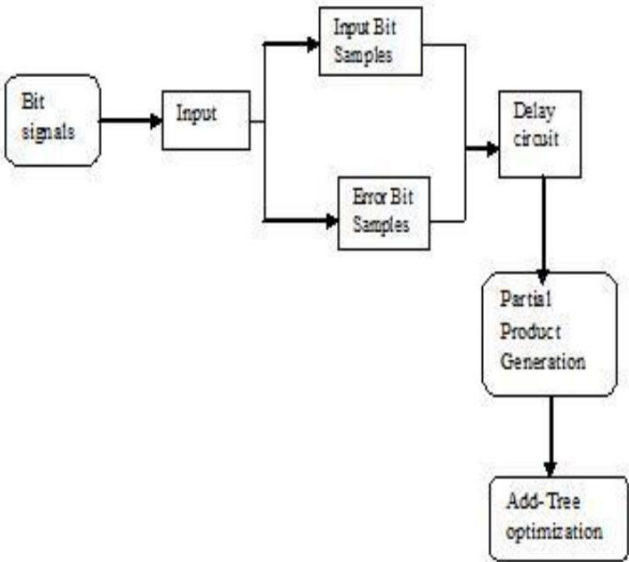 Bit
signals
Input
Input Bit
Samples
Error Bit
Samples
Delay
circuit
Partial
Product
Generation
Add-Tree
optimization